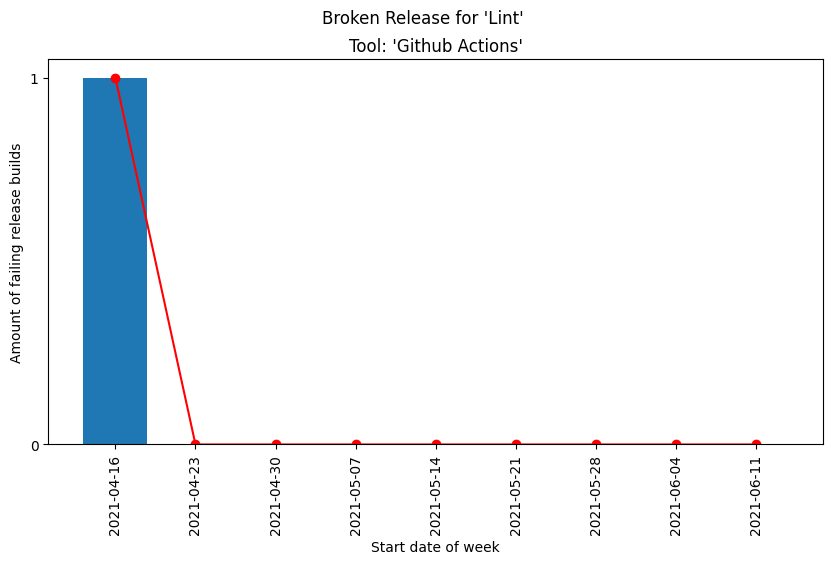 Broken Release for 'Lint'
Tool: 'Github Actions'
Amount of failing release builds
1
0
2021-04-16
2021-04-23
2021-04-30
2021-05-07
2021-05-14
2021-05-21
2021-05-28
2021-06-04
2021-06-11
Start date of week